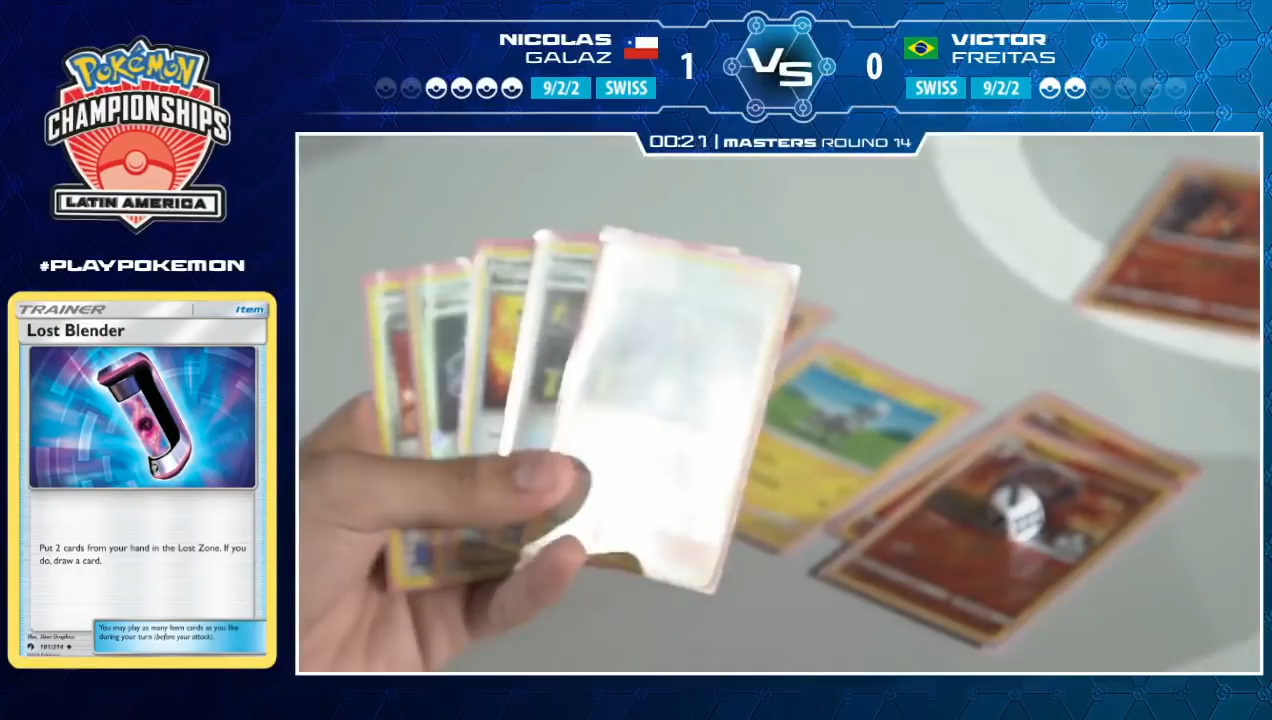 Pokémon
CHAMPIONSHIPS
LATIN AMERICA
#PLAYPOKEMON
NICOLAS
GALAZ
9/2/2
SWISS
1
VS
0
VICTOR
FREITAS
SWISS
9/2/2
00:21 | MASTERS ROUND 14
TRAINER
Item
Lost Blender
Put 2 cards from your hand in the Lost Zone. If you
do, draw a card.
You may play as many Item cards as you like
during your turn (before your attack).
181/214